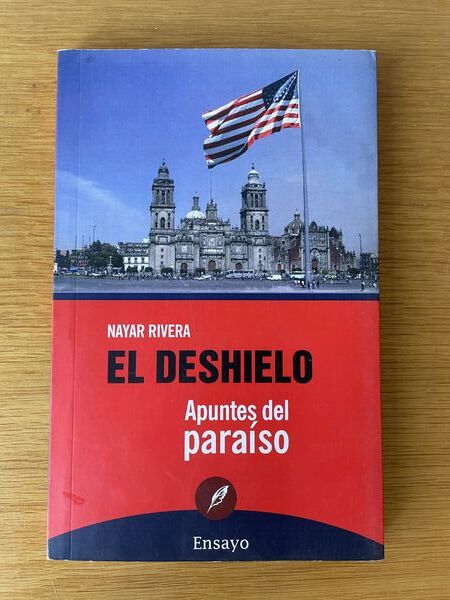 NAYAR RIVERA
EL DESHIELO
Apuntes del
paraíso
Ensayo